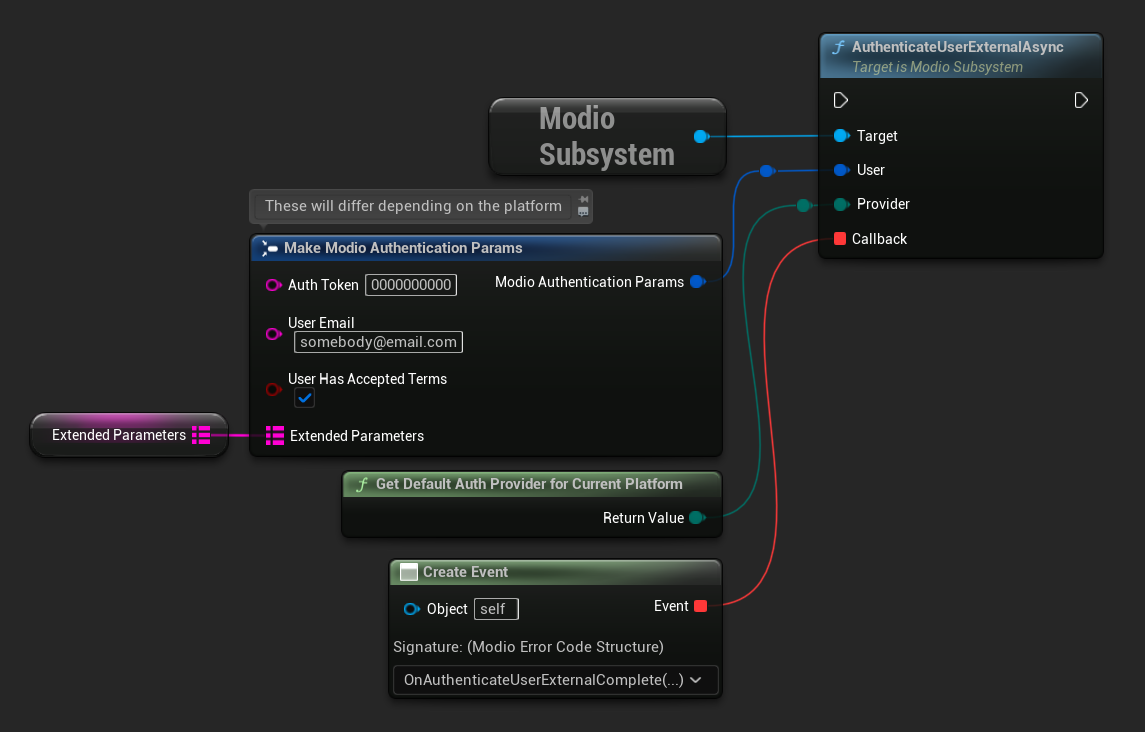 AuthenticateUserExternalAsync
Target is Modio Subsystem
Modio
Subsystem
Target
User
Provider
Callback
These will differ depending on the platform
Make Modio Authentication Params
Auth Token 0000000000
Modio Authentication Params
User Email
somebody@email.com
User Has Accepted Terms
Extended Parameters
Extended Parameters
Get Default Auth Provider for Current Platform
Return Value
Create Event
Object self
Event
Signature: (Modio Error Code Structure)
OnAuthenticateUserExternalComplete(...)